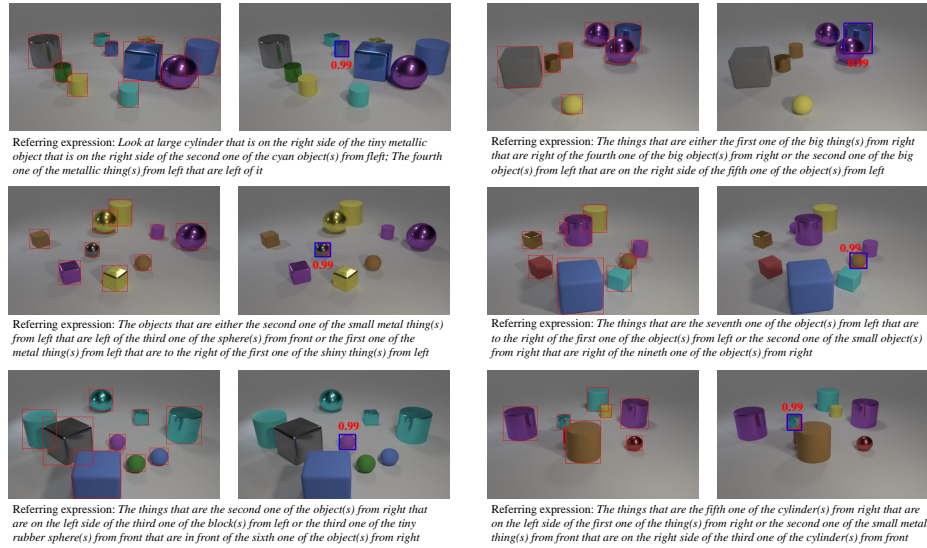 0.99
0.99
Referring expression: Look at large cylinder that is on the right side of the tiny metallic
object that is on the right side of the second one of the cyan object(s) from fleft; The fourth
one of the metallic thing(s) from left that are left of it
Referring expression: The things that are either the first one of the big thing(s) from right
that are right of the fourth one of the big object(s) from right or the second one of the big
object(s) from left that are on the right side of the fifth one of the object(s) from left
0.99
0.99
Referring expression: The objects that are either the second one of the small metal thing(s)
from left that are left of the third one of the sphere(s) from front or the first one of the
metal thing(s) from left that are to the right of the first one of the shiny thing(s) from left
Referring expression: The things that are the seventh one of the object(s) from left that are
to the right of the first one of the object(s) from left or the second one of the small object(s)
from right that are right of the nineth one of the object(s) from right
0.99
0.99
Referring expression: The things that are the second one of the object(s) from right that
are on the left side of the third one of the block(s) from left or the third one of the tiny
rubber sphere(s) from front that are in front of the sixth one of the object(s) from right
Referring expression: The things that are the fifth one of the cylinder(s) from right that are
on the left side of the first one of the thing(s) from right or the second one of the small metal
thing(s) from front that are on the right side of the third one of the cylinder(s) from front